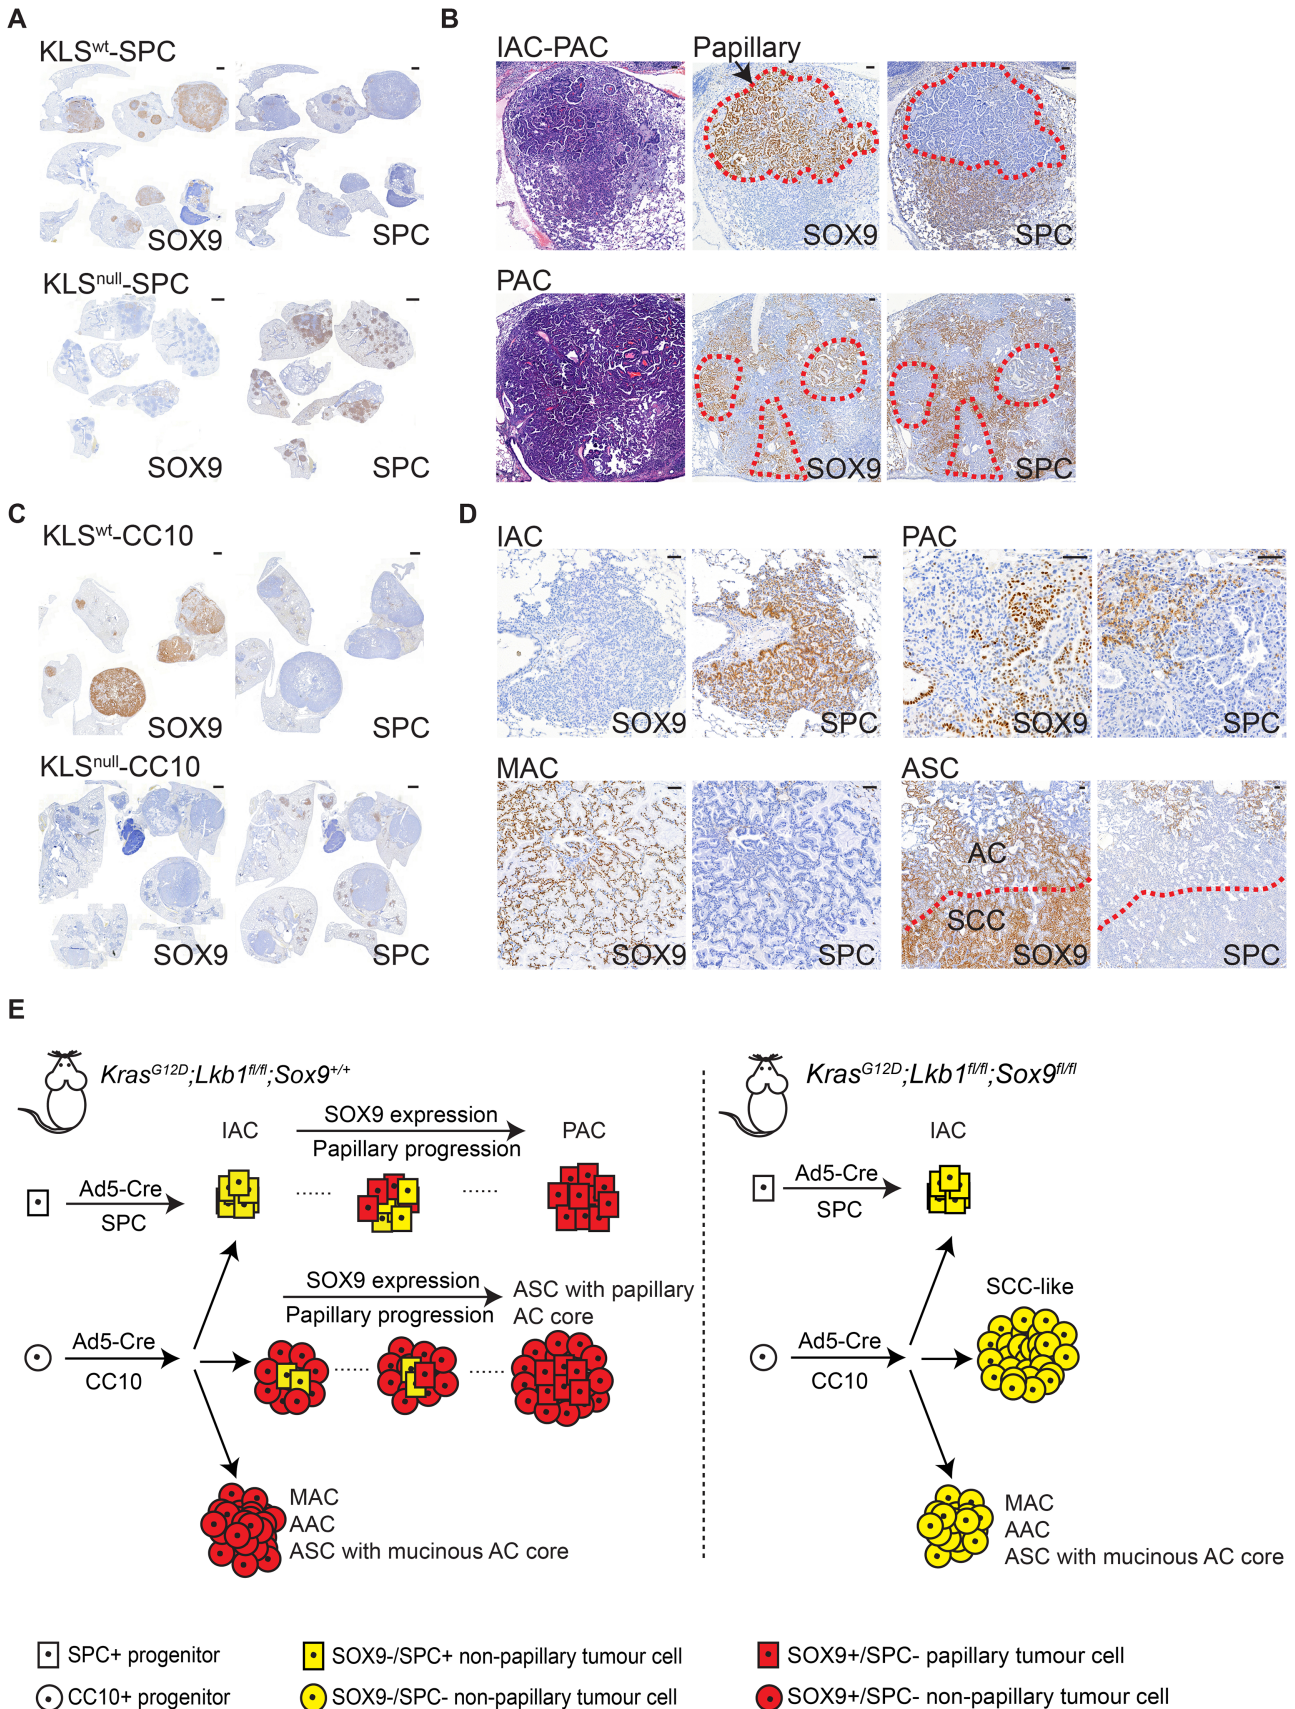 A
KLSwt-SPC
SOX9
SPC
KLSnull-SPC
SOX9
SPC
B
IAC-PAC
Papillary
SOX9
SPC
PAC
SOX9
SPC
C
KLSwt-CC10
SOX9
SPC
KLSnull-CC10
SOX9
SPC
D
IAC
SOX9
SPC
PAC
SOX9
SPC
MAC
SOX9
SPC
ASC
AC
SCC
SOX9
SPC
E
KrasG12D;Lkb1fl/fl;Sox9+/+
IAC
SOX9 expression
Papillary progression
PAC
Ad5-Cre
SPC
SOX9 expression
Papillary progression
ASC with papillary
AC core
Ad5-Cre
CC10
MAC
AAC
ASC with mucinous AC core
KrasG12D;Lkb1fl/fl;Sox9fl/fl
IAC
Ad5-Cre
SPC
SCC-like
Ad5-Cre
CC10
MAC
AAC
ASC with mucinous AC core
SPC+ progenitor
SOX9-/SPC+ non-papillary tumour cell
SOX9+/SPC- papillary tumour cell
CC10+ progenitor
SOX9-/SPC- non-papillary tumour cell
SOX9+/SPC- non-papillary tumour cell